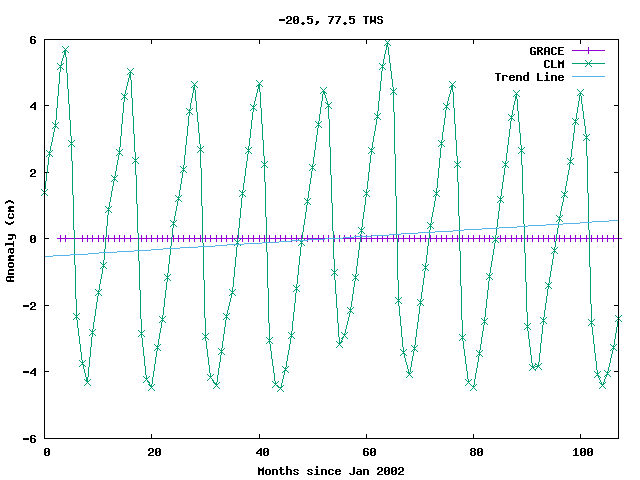 -20.5, 77.5 TWS
GRACE
CLM
Trend Line
6
4
2
0
-2
-4
-6
Anomaly (cm)
0 20 40 60 80 100
Months since Jan 2002